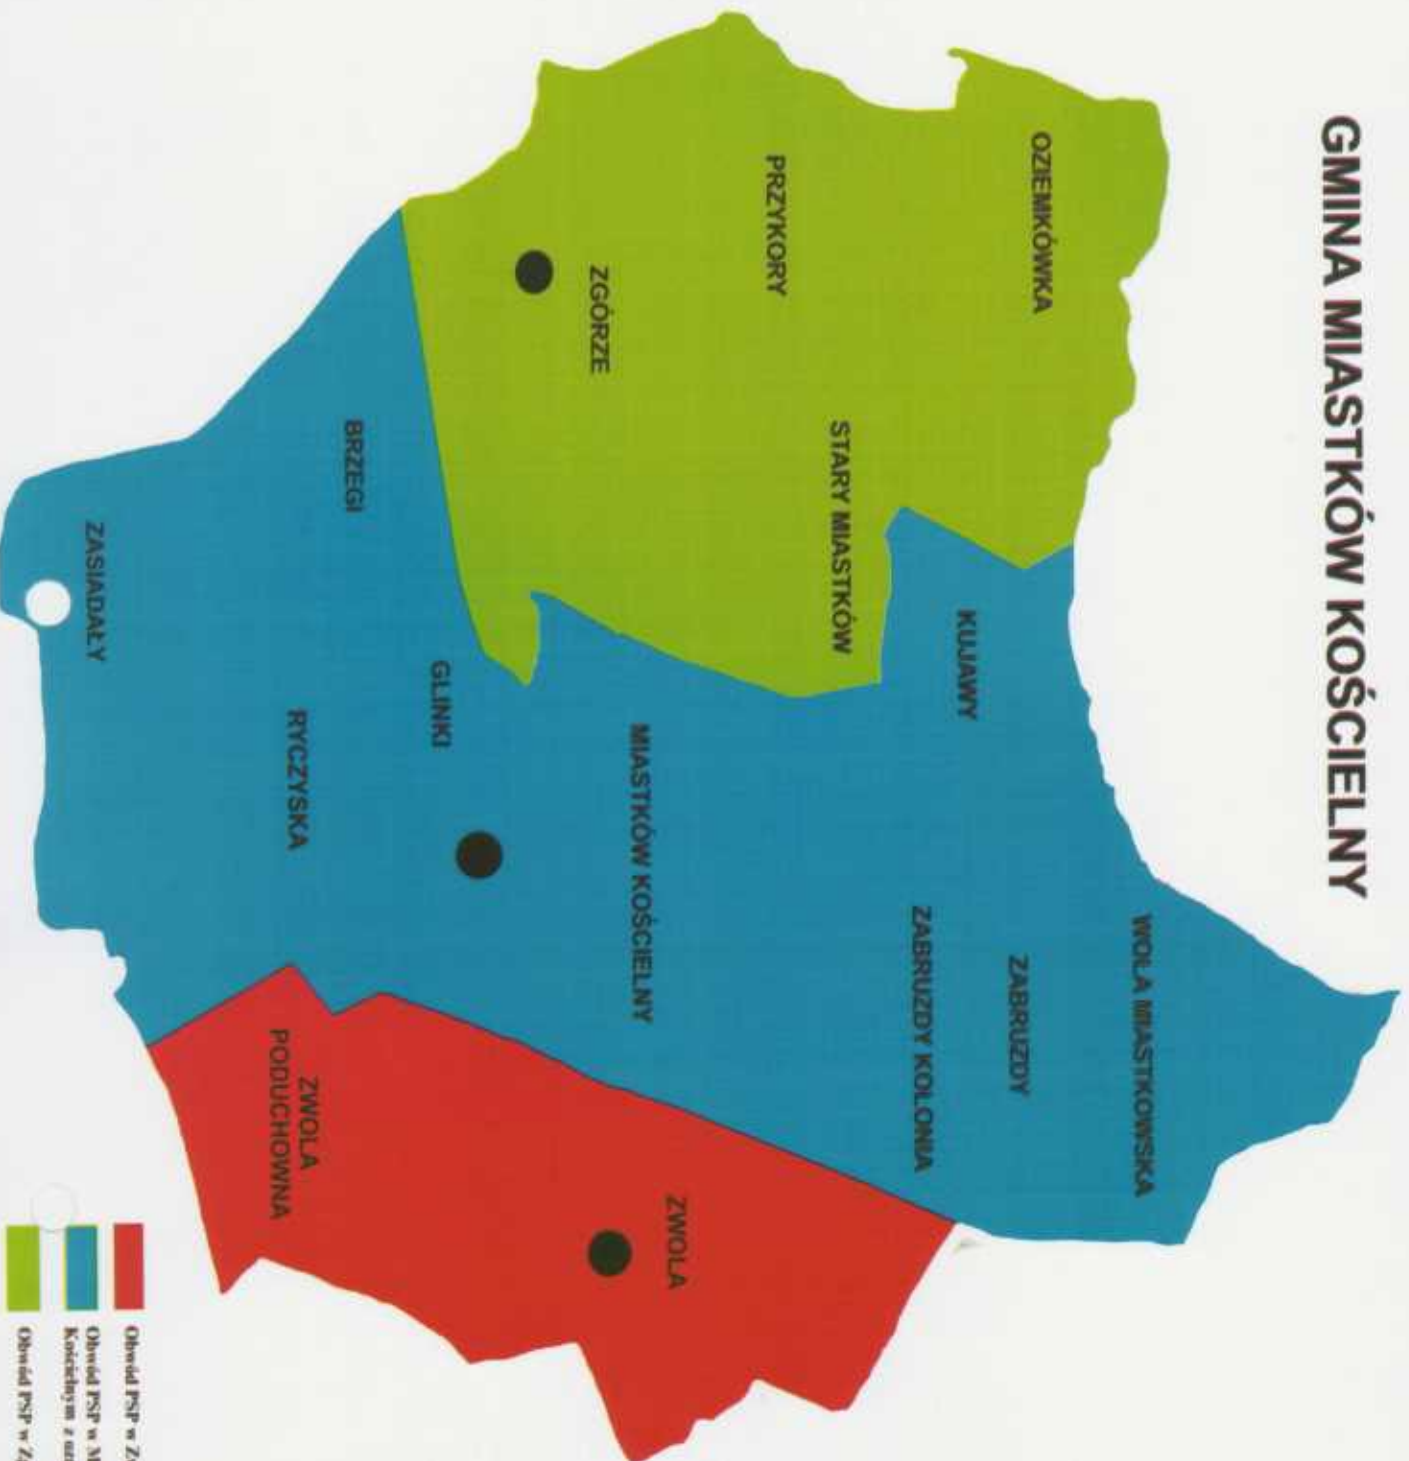 GMINA MIASTKÓW KOŚCIELNY
WOLA MIASTKOWSKA
OZIEMKÓWKA
ZABRUZDY
KUJAWY
ZABRUZDY KOLONIA
STARY MIASTKÓW
PRZYKORY
ZWOLA
MIASTKÓW KOŚCIELNY
ZGÓRZE
GLINKI
BRZEGI
RYCZYSKA
ZWOLA
PODUCHOWNA
ZASIADAŁY
Obwód PSP w
Obwód PSP w
Kościelnym z
Obwód PSP w